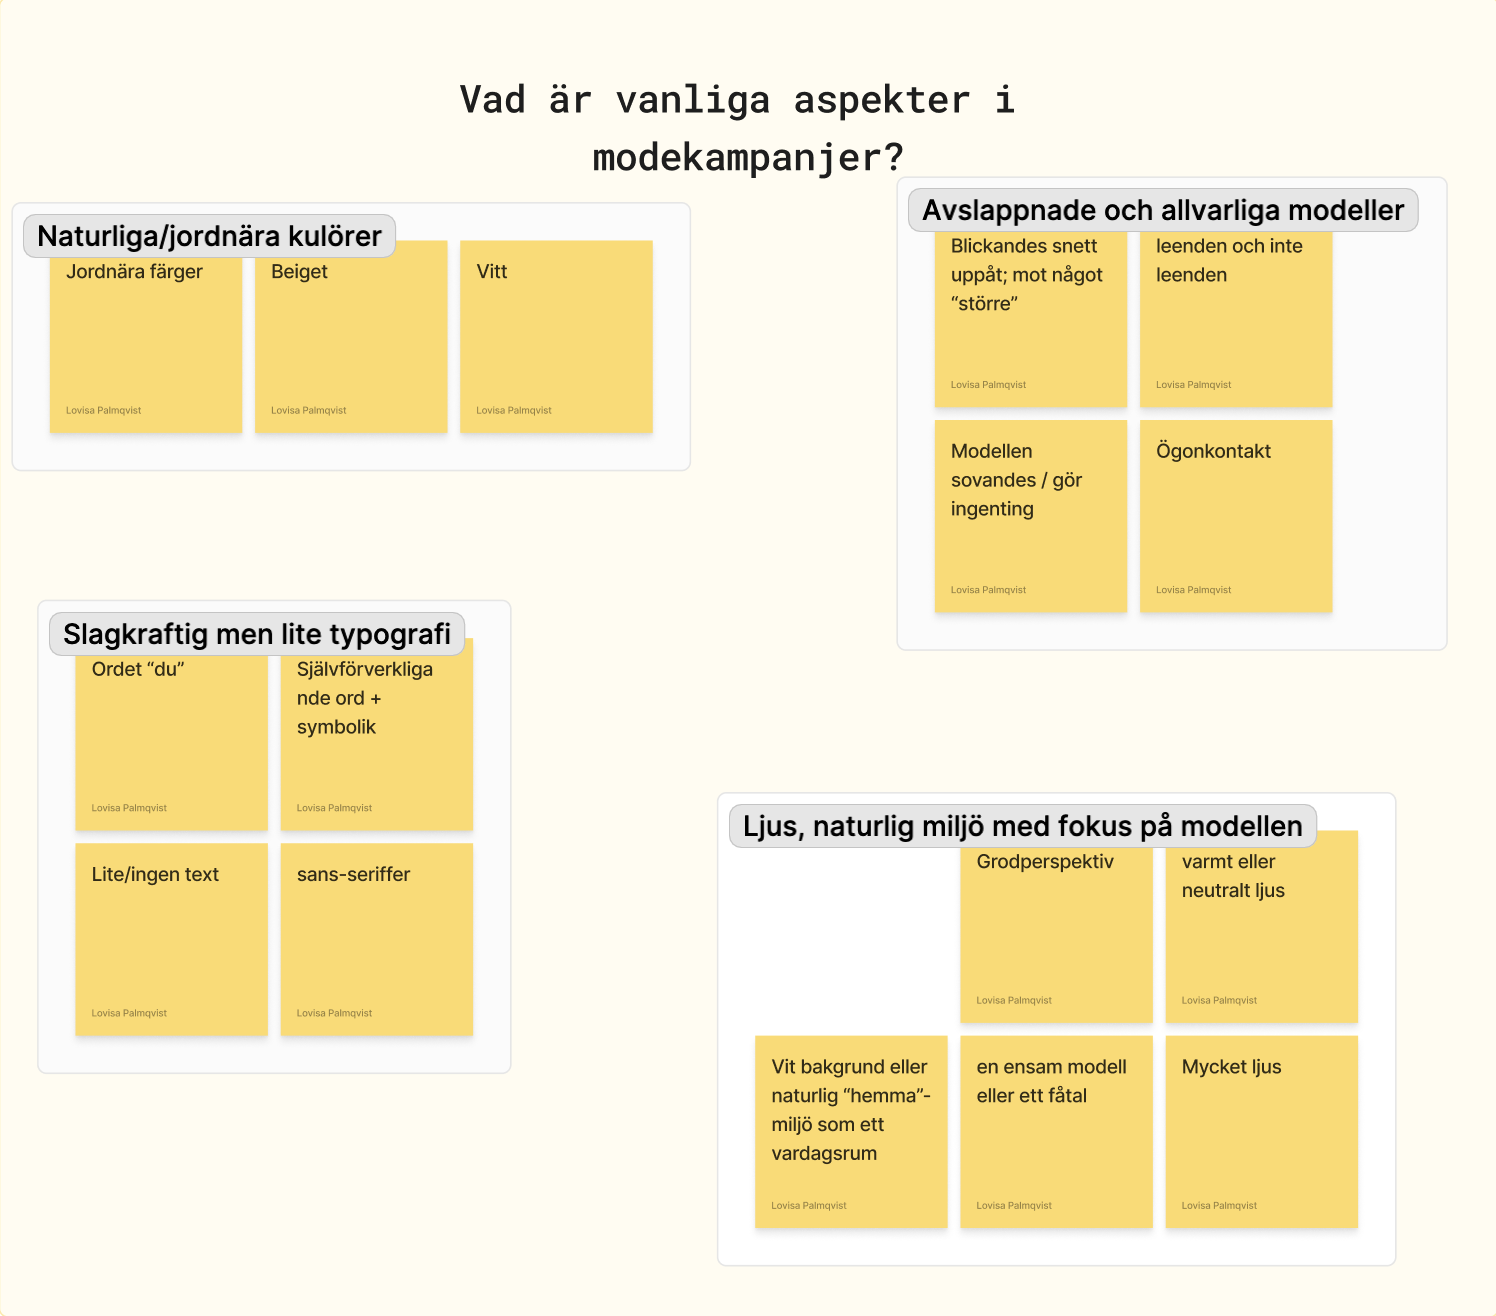 Vad är vanliga aspekter i
modekampanjer?
Naturliga/jordnära kulörer
Jordnära färger
Lovisa Palmqvist
Beiget
Lovisa Palmqvist
Vitt
Lovisa Palmqvist
Avslappnade och allvarliga modeller
Blickandes snett
uppåt; mot något
“större”
Lovisa Palmqvist
leenden och inte
leenden
Lovisa Palmqvist
Modellen
sovandes / gör
ingenting
Lovisa Palmqvist
Ögonkontakt
Lovisa Palmqvist
Slagkraftig men lite typografi
Ordet “du”
Lovisa Palmqvist
Självförverkliga
nde ord +
symbolik
Lovisa Palmqvist
Lite/ingen text
Lovisa Palmqvist
sans-seriffer
Lovisa Palmqvist
Ljus, naturlig miljö med fokus på modellen
Grodperspektiv
Lovisa Palmqvist
varmt eller
neutralt ljus
Lovisa Palmqvist
Vit bakgrund eller
naturlig “hemma”-
miljö som ett
vardagsrum
Lovisa Palmqvist
en ensam modell
eller ett fåtal
Lovisa Palmqvist
Mycket ljus
Lovisa Palmqvist